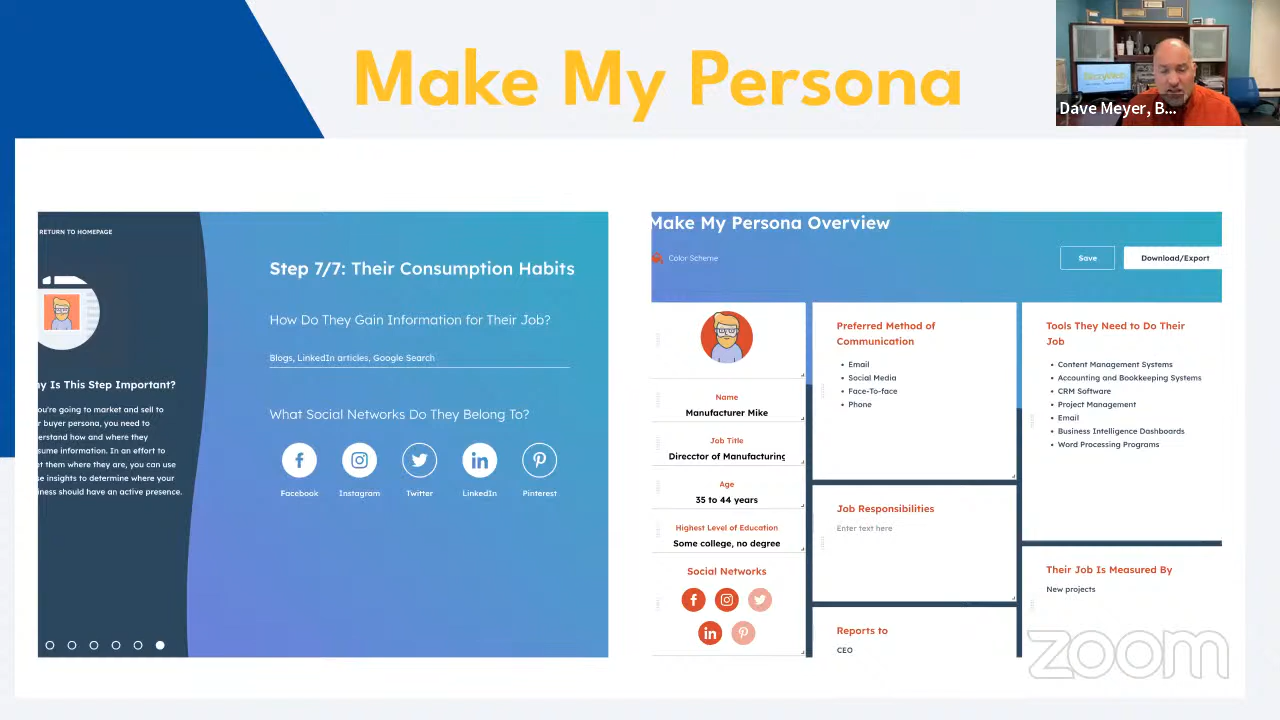 Make My Persona
Dave Meyer, B...
RETURN TO HOMEPAGE
y Is This Step Important?
ou're going to market and sell to
r buyer persona, you need to
erstand how and where they
sume information. In an effort to
t them where they are, you can use
e insights to determine where your
iness should have an active presence.
Step 7/7: Their Consumption Habits
How Do They Gain Information for Their Job?
Blogs, LinkedIn articles, Google Search
What Social Networks Do They Belong To?
Facebook Instagram Twitter LinkedIn Pinterest
Make My Persona Overview
Color Scheme
Save
Download/Export
Name
Manufacturer Mike
Job Title
Direcctor of Manufacturing
Age
35 to 44 years
Highest Level of Education
Some college, no degree
Social Networks
Preferred Method of
Communication
• Email
• Social Media
• Face-To-face
• Phone
Job Responsibilities
Enter text here
Reports to
CEO
Tools They Need to Do Their
Job
• Content Management Systems
• Accounting and Bookkeeping Systems
• CRM Software
• Project Management
• Email
• Business Intelligence Dashboards
• Word Processing Programs
Their Job Is Measured By
New projects
zoom